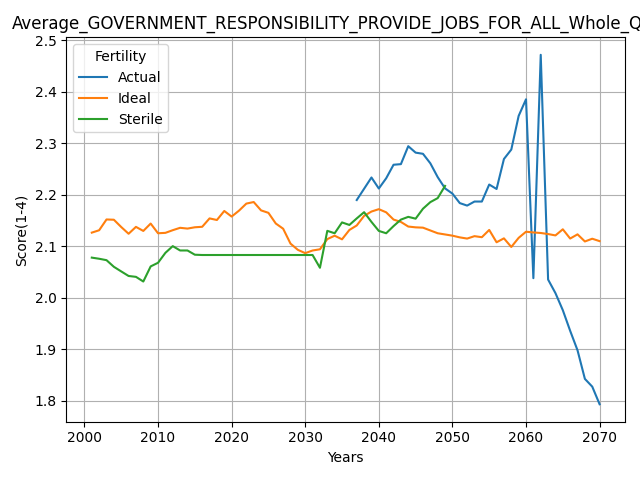 Average_GOVERNMENT_RESPONSIBILITY_PROVIDE_JOBS_FOR_ALL_Whole_Q
2.5
2.4
2.3
2.2
2.1
2.0
1.9
1.8
Score(1-4)
Fertility
Actual
Ideal
Sterile
2000 2010 2020 2030 2040 2050 2060 2070
Years